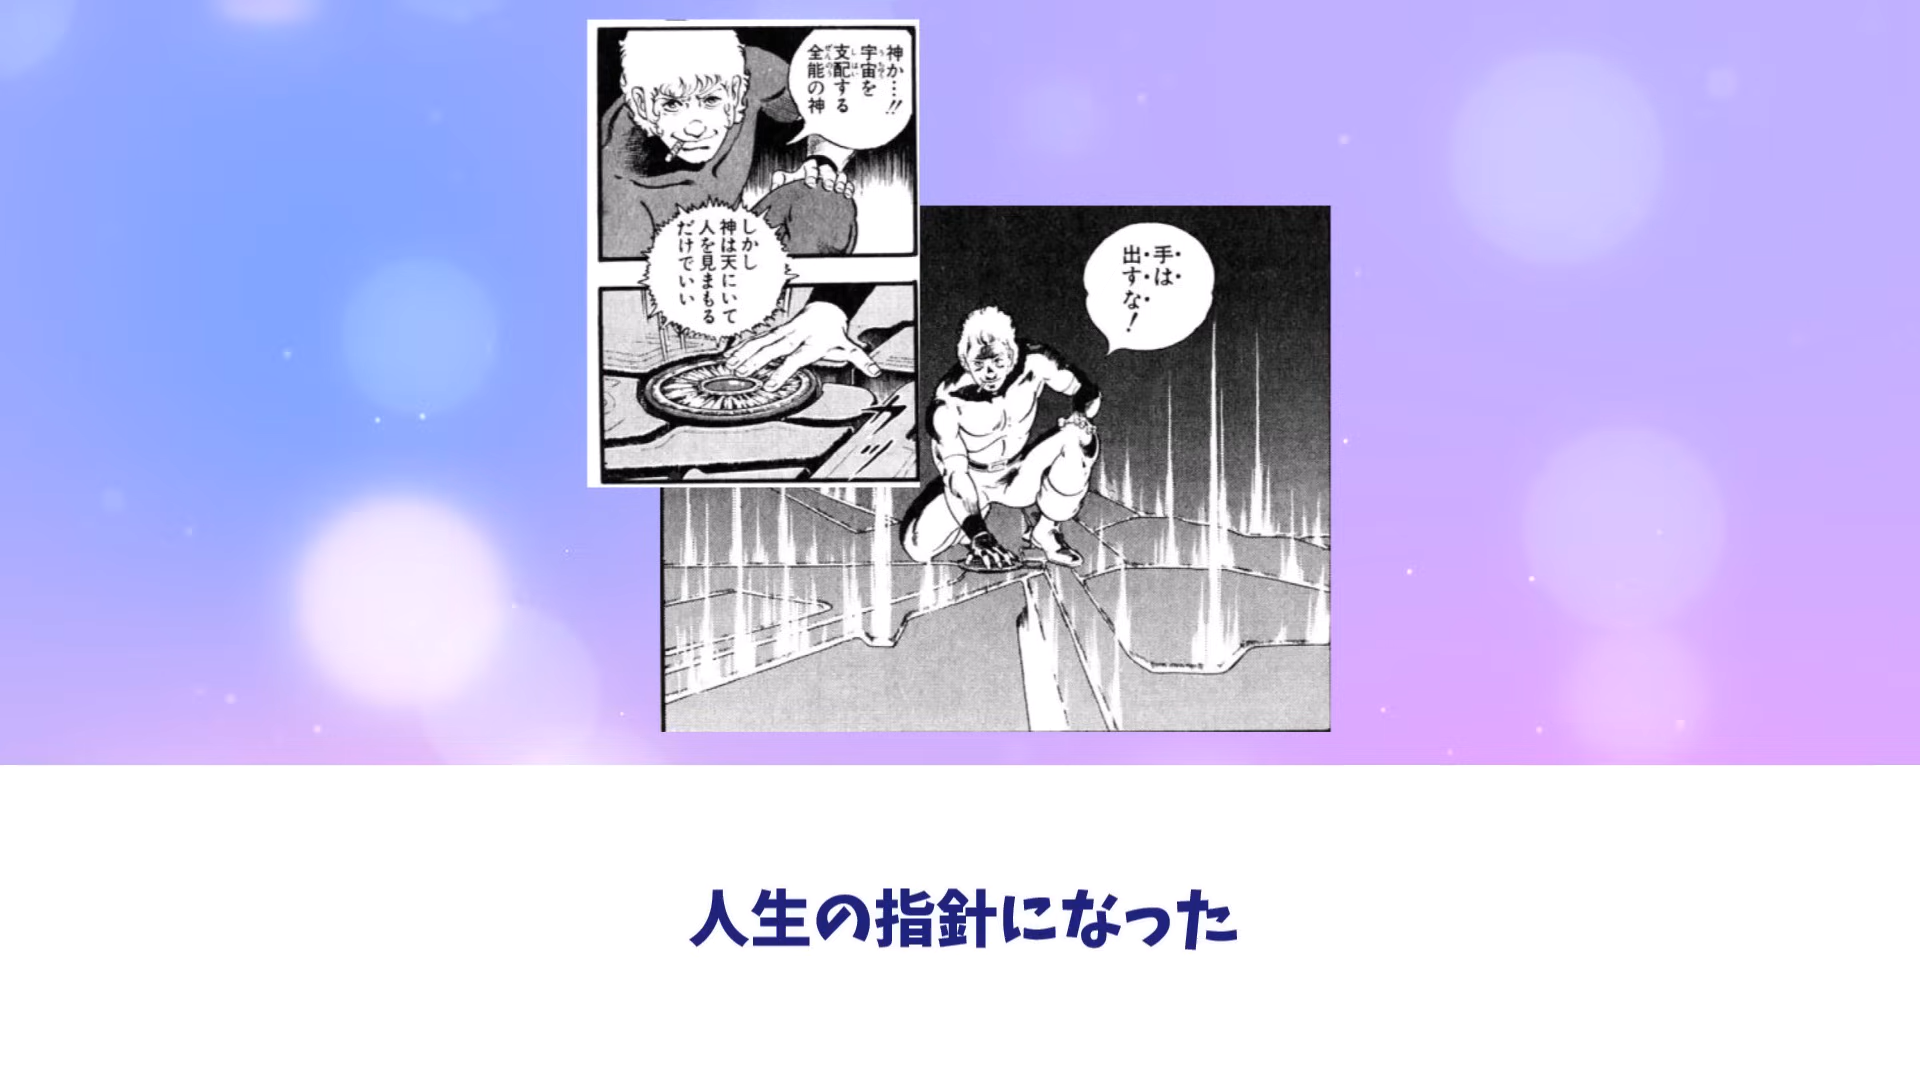 神か…!!
宇宙を
支配する
全能の神
しかし
神は天にいて
人を見まもる
だけでいい
手は
出すな!
人生の指針になった